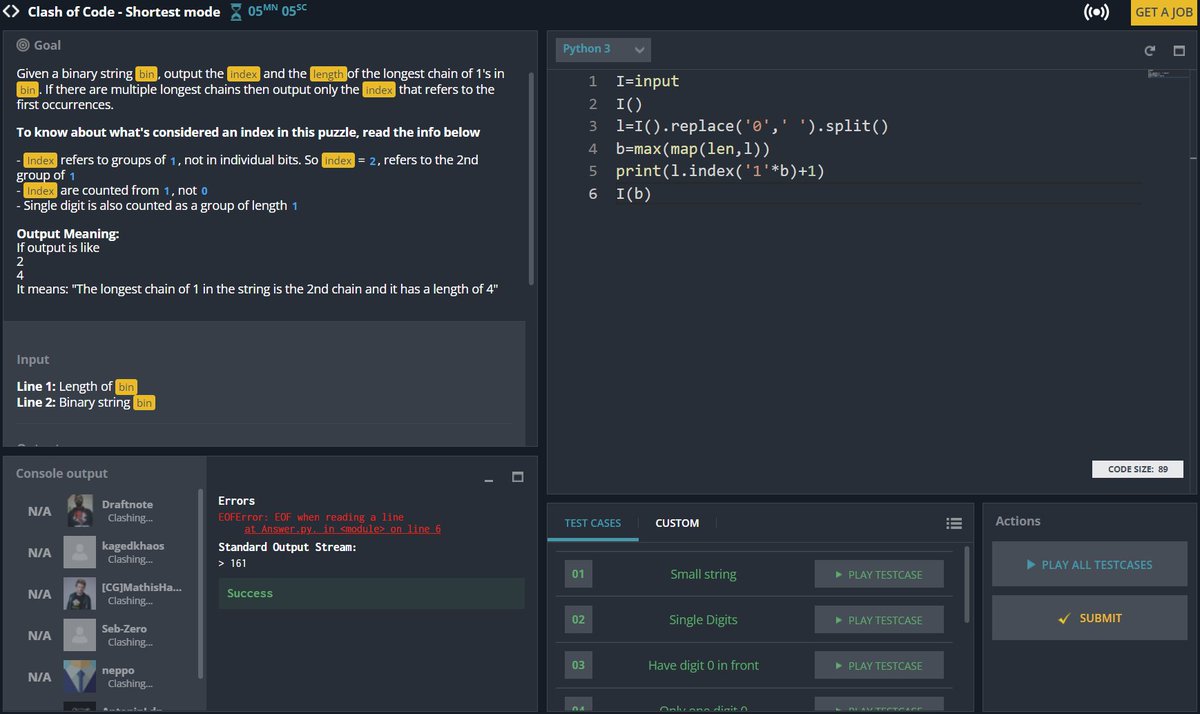 Clash of Code - Shortest mode 05MN 05SC
GET A JOB
Goal
Given a binary string bin, output the index and the length of the longest chain of 1's in
bin. If there are multiple longest chains then output only the index that refers to the
first occurrences.
To know about what's considered an index in this puzzle, read the info below
- Index refers to groups of 1, not in individual bits. So index = 2, refers to the 2nd
group of 1
- Index are counted from 1, not 0
- Single digit is also counted as a group of length 1
Output Meaning:
If output is like
2
4
It means: "The longest chain of 1 in the string is the 2nd chain and it has a length of 4"
Input
Line 1: Length of bin
Line 2: Binary string bin
Python 3
1 I=input
2 I()
3 l=I().replace('0',' ').split()
4 b=max(map(len,l))
5 print(l.index('1'*b)+1)
6 I(b)
CODE SIZE: 89
Console output
N/A Draftnote
Clashing...
N/A kagedkhaos
Clashing...
N/A [CG]MathisHa...
Clashing...
N/A Seb-Zero
Clashing...
N/A neppo
Clashing...
Errors
EOFError: EOF when reading a line
at Answer.py. in <module> on line 6
Standard Output Stream:
> 161
Success
TEST CASES
CUSTOM
01 Small string PLAY TESTCASE
02 Single Digits PLAY TESTCASE
03 Have digit 0 in front PLAY TESTCASE
04 Only one digit 0 PLAY TESTCASE
Actions
PLAY ALL TESTCASES
SUBMIT